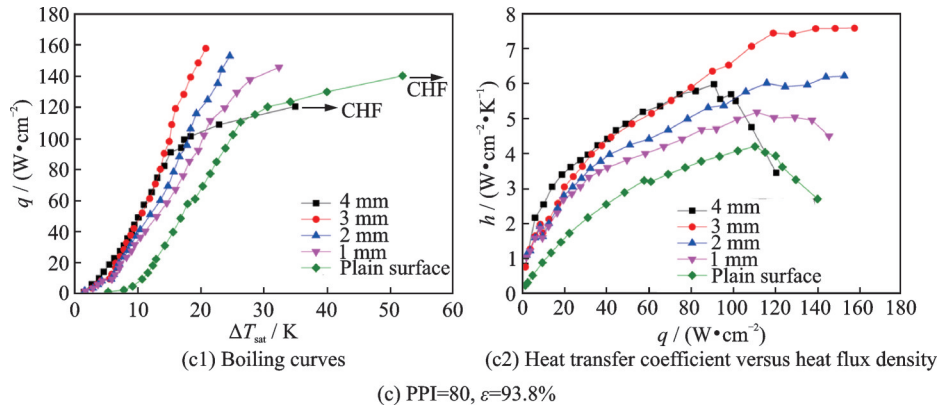 180
160
140
120
100
80
60
40
20
0
q / (W•cm⁻²)
CHF
CHF
4 mm
3 mm
2 mm
1 mm
Plain surface
0 10 20 30 40 50 60
ΔTsat / K
(c1) Boiling curves
8
7
6
5
4
3
2
1
0
h / (W•cm⁻²•K⁻¹)
4 mm
3 mm
2 mm
1 mm
Plain surface
0 20 40 60 80 100 120 140 160 180
q / (W•cm⁻²)
(c2) Heat transfer coefficient versus heat flux density
(c) PPI=80, ε=93.8%